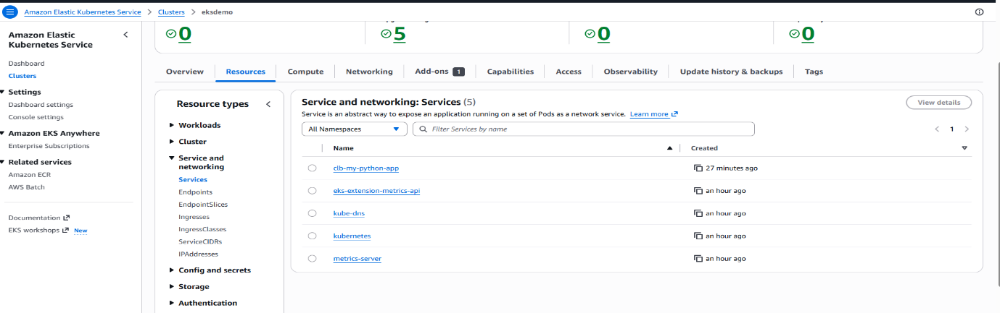 Amazon Elastic Kubernetes Service > Clusters > eksdemo
Amazon Elastic
Kubernetes Service
Dashboard
Clusters
Settings
Dashboard settings
Console settings
Amazon EKS Anywhere
Enterprise Subscriptions
Related services
Amazon ECR
AWS Batch
Documentation
EKS workshops New
0 5 0 0
Overview Resources Compute Networking Add-ons 1 Capabilities Access Observability Update history & backups Tags
Resource types
Workloads
Cluster
Service and
networking
Services
Endpoints
EndpointSlices
Ingresses
IngressClasses
ServiceCIDRs
IPAddresses
Config and secrets
Storage
Authentication
Service and networking: Services (5)
View details
Service is an abstract way to expose an application running on a set of Pods as a network service. Learn more
All Namespaces Filter Services by name 1
Name Created
clb-my-python-app 27 minutes ago
eks-extension-metrics-api an hour ago
kube-dns an hour ago
kubernetes an hour ago
metrics-server an hour ago